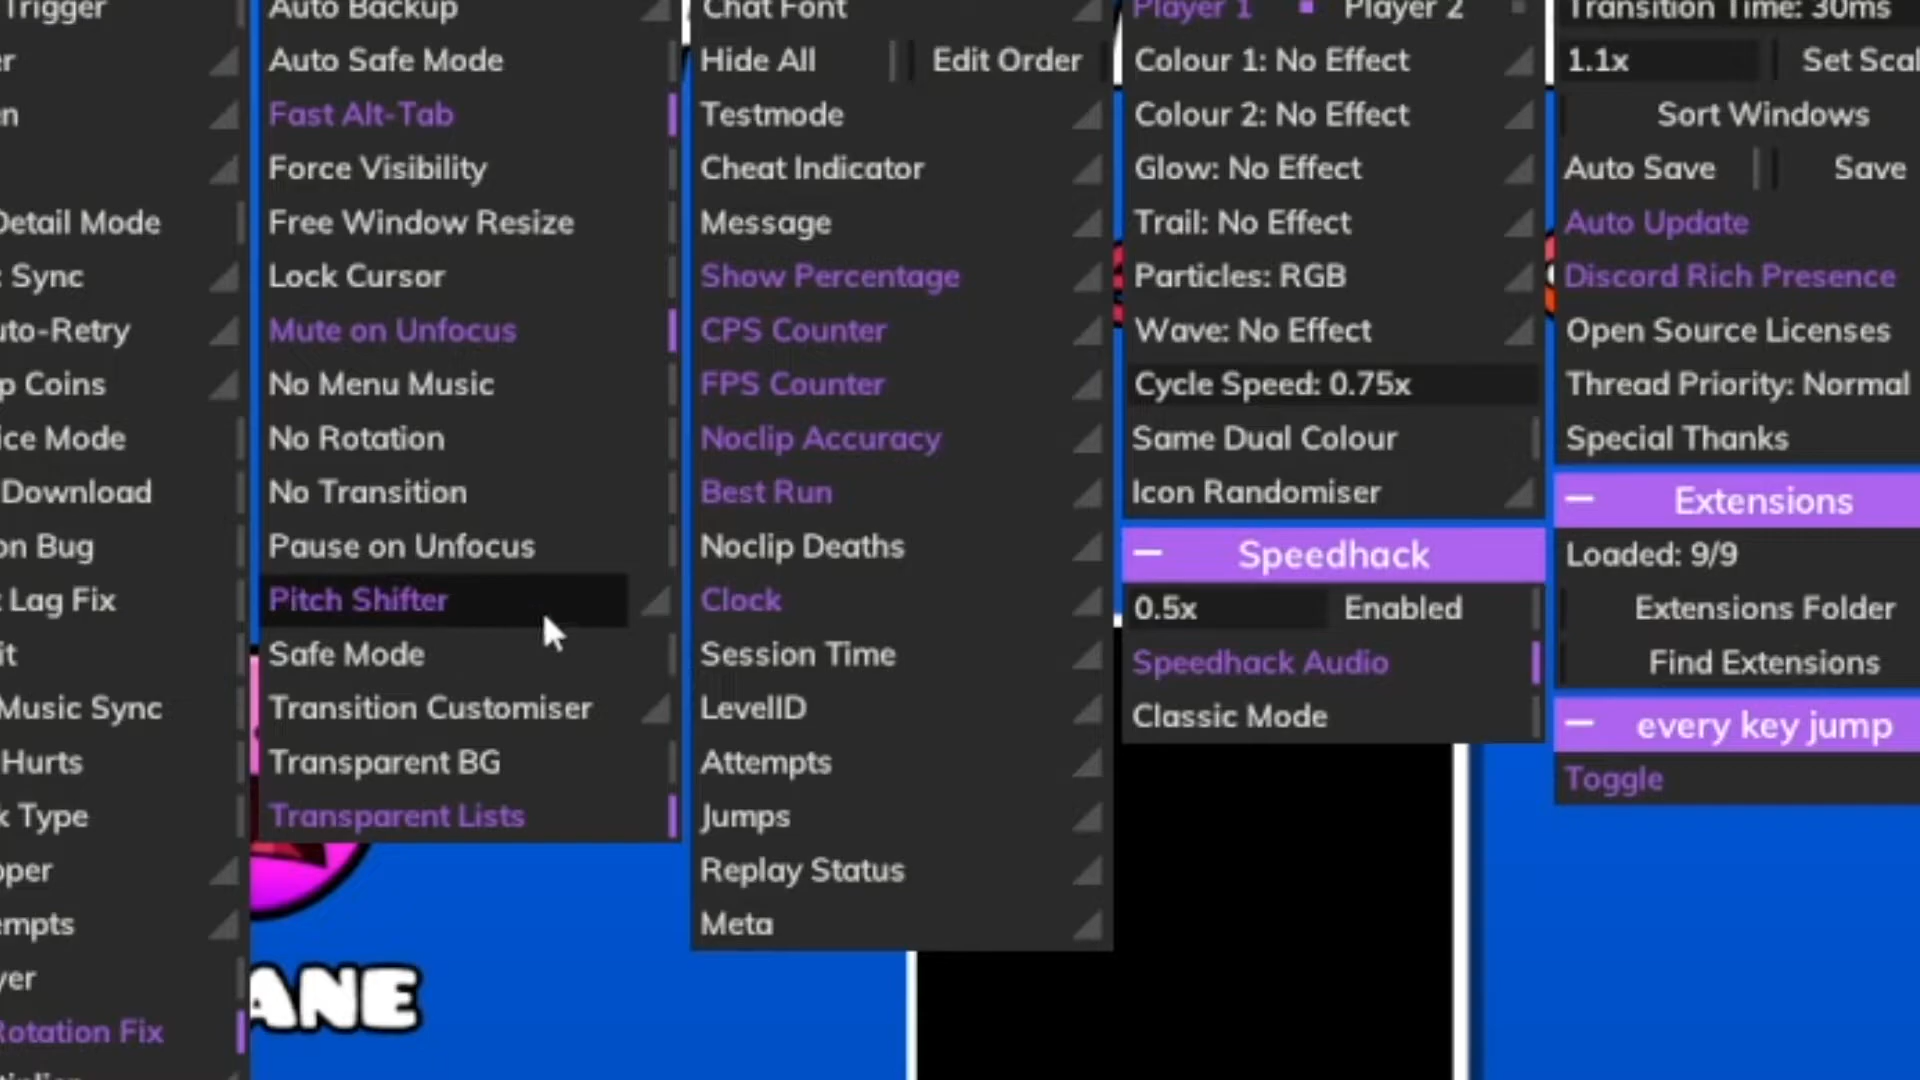 Trigger
Detail Mode
Sync
Coins
Mode
Download
on Bug
Lag Fix
Music Sync
Hurts
Type
Rotation Fix
Auto Backup
Auto Safe Mode
Fast Alt-Tab
Force Visibility
Free Window Resize
Lock Cursor
Mute on Unfocus
No Menu Music
No Rotation
No Transition
Pause on Unfocus
Pitch Shifter
Safe Mode
Transition Customiser
Transparent BG
Transparent Lists
ANE
Chat Font
Hide All Edit Order
Testmode
Cheat Indicator
Message
Show Percentage
CPS Counter
FPS Counter
Noclip Accuracy
Best Run
Noclip Deaths
Clock
Session Time
LevelID
Attempts
Jumps
Replay Status
Meta
Player 1 Player 2
Colour 1: No Effect
Colour 2: No Effect
Glow: No Effect
Trail: No Effect
Particles: RGB
Wave: No Effect
Cycle Speed: 0.75x
Same Dual Colour
Icon Randomiser
Speedhack
0.5x Enabled
Speedhack Audio
Classic Mode
Transition Time: 30ms
1.1x Set Scal
Sort Windows
Auto Save Save
Auto Update
Discord Rich Presence
Open Source Licenses
Thread Priority: Normal
Special Thanks
Extensions
Loaded: 9/9
Extensions Folder
Find Extensions
every key jump
Toggle